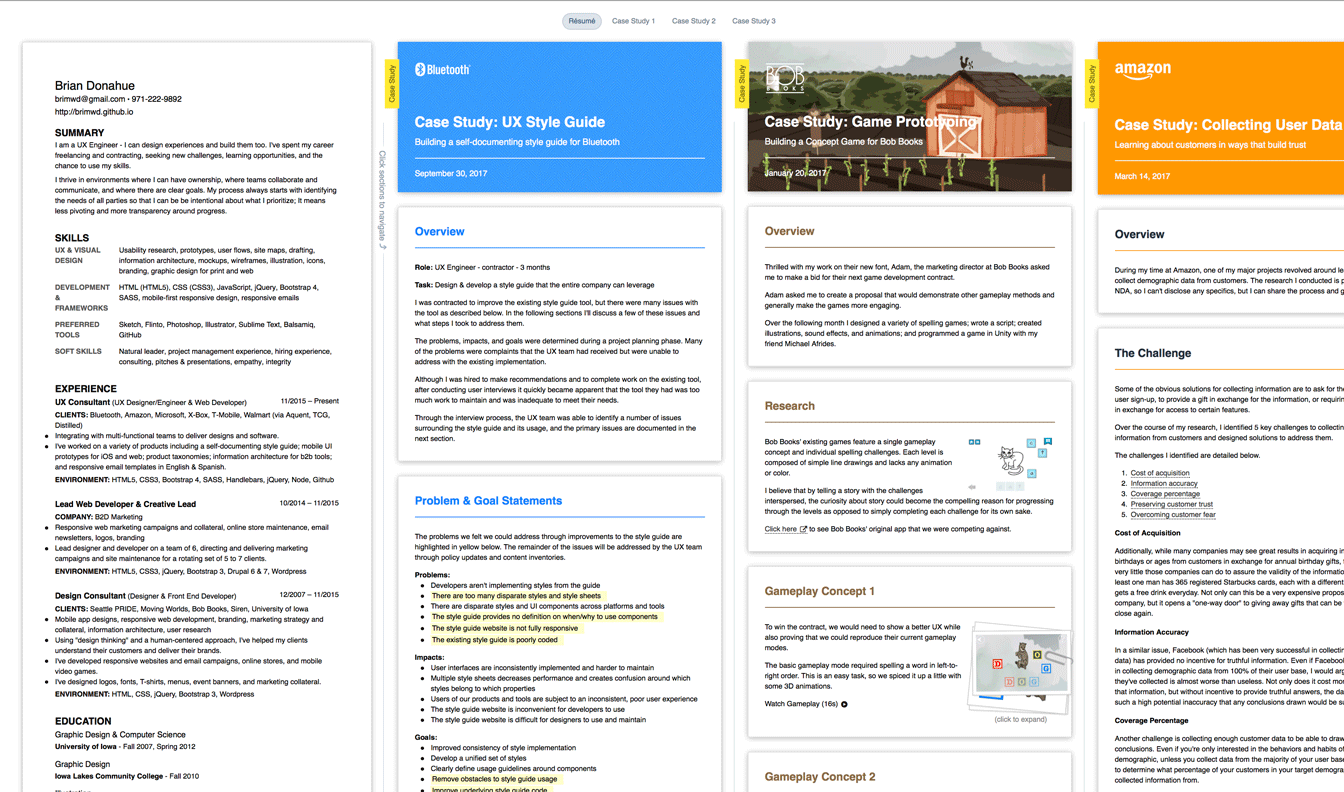 Résumé
Case Study 1
Case Study 2
Case Study 3
Brian Donahue
brimwd@gmail.com • 971-222-9892
http://brimwd.github.io
SUMMARY
I am a UX Engineer - I can design experiences and build them too. I've spent my career
freelancing and contracting, seeking new challenges, learning opportunities, and the
chance to use my skills.
I thrive in environments where I can have ownership, where teams collaborate and
communicate, and where there are clear goals. My process always starts with identifying
the needs of all parties so that I can be be intentional about what I prioritize; It means
less pivoting and more transparency around progress.
SKILLS
UX & VISUAL
DESIGN
Usability research, prototypes, user flows, site maps, drafting,
information architecture, mockups, wireframes, illustration, icons,
branding, graphic design for print and web
DEVELOPMENT
&
FRAMEWORKS
HTML (HTML5), CSS (CSS3), JavaScript, jQuery, Bootstrap 4,
SASS, mobile-first responsive design, responsive emails
PREFERRED
TOOLS
Sketch, Flinto, Photoshop, Illustrator, Sublime Text, Balsamiq,
GitHub
SOFT SKILLS
Natural leader, project management experience, hiring experience,
consulting, pitches & presentations, empathy, integrity
EXPERIENCE
UX Consultant (UX Designer/Engineer & Web Developer) 11/2015 – Present
CLIENTS: Bluetooth, Amazon, Microsoft, X-Box, T-Mobile, Walmart (via Aquent, TCG,
Distilled)
• Integrating with multi-functional teams to deliver designs and software.
• I've worked on a variety of products including a self-documenting style guide; mobile UI
prototypes for iOS and web; product taxonomies; information architecture for b2b tools;
and responsive email templates in English & Spanish.
ENVIRONMENT: HTML5, CSS3, Bootstrap 4, SASS, Handlebars, jQuery, Node, Github
Lead Web Developer & Creative Lead 10/2014 – 11/2015
COMPANY: B2D Marketing
• Responsive web marketing campaigns and collateral, online store maintenance, email
newsletters, logos, branding
• Lead designer and developer on a team of 6, directing and delivering marketing
campaigns and site maintenance for a rotating set of 5 to 7 clients.
ENVIRONMENT: HTML5, CSS3, jQuery, Bootstrap 3, Drupal 6 & 7, Wordpress
Design Consultant (Designer & Front End Developer) 12/2007 – 11/2015
CLIENTS: Seattle PRIDE, Moving Worlds, Bob Books, Siren, University of Iowa
• Mobile app designs, responsive web development, branding, marketing strategy and
collateral, information architecture, user research
• Using "design thinking" and a human-centered approach, I've helped my clients
understand their customers and deliver their brands.
• I've developed responsive websites and email campaigns, online stores, and mobile
video games.
• I've designed logos, fonts, T-shirts, menus, event banners, and marketing collateral.
ENVIRONMENT: HTML, CSS, jQuery, Bootstrap 3, Wordpress
EDUCATION
Graphic Design & Computer Science
University of Iowa - Fall 2007, Spring 2012
Graphic Design
Iowa Lakes Community College - Fall 2010
Click sections to navigate
Case Study
Bluetooth®
Case Study: UX Style Guide
Building a self-documenting style guide for Bluetooth
September 30, 2017
Overview
Role: UX Engineer - contractor - 3 months
Task: Design & develop a style guide that the entire company can leverage
I was contracted to improve the existing style guide tool, but there were many issues with
the tool as described below. In the following sections I'll discuss a few of these issues and
what steps I took to address them.
The problems, impacts, and goals were determined during a project planning phase. Many
of the problems were complaints that the UX team had received but were unable to
address with the existing implementation.
Although I was hired to make recommendations and to complete work on the existing tool,
after conducting user interviews it quickly became apparent that the tool they had was too
much work to maintain and was inadequate to meet their needs.
Through the interview process, the UX team was able to identify a number of issues
surrounding the style guide and its usage, and the primary issues are documented in the
next section.
Problem & Goal Statements
The problems we felt we could address through improvements to the style guide are
highlighted in yellow below. The remainder of the issues will be addressed by the UX team
through policy updates and content inventories.
Problems:
• Developers aren't implementing styles from the guide
• There are too many disparate styles and style sheets
• There are disparate styles and UI components across platforms and tools
• The style guide provides no definition on when/why to use components
• The style guide website is not fully responsive
• The existing style guide is poorly coded
Impacts:
• User interfaces are inconsistently implemented and harder to maintain
• Multiple style sheets decreases performance and creates confusion around which
styles belong to which properties
• Users of our products and tools are subject to an inconsistent, poor user experience
• The style guide website is inconvenient for developers to use
• The style guide website is difficult for designers to use and maintain
Goals:
• Improved consistency of style implementation
• Develop a unified set of styles
• Clearly define usage guidelines around components
• Remove obstacles to style guide usage
• Improve underlying style guide code
Case Study
BOB
BOOKS
Case Study: Game Prototyping
Building a Concept Game for Bob Books
January 20, 2017
Overview
Thrilled with my work on their new font, Adam, the marketing director at Bob Books asked
me to make a bid for their next game development contract.
Adam asked me to create a proposal that would demonstrate other gameplay methods and
generally make the games more engaging.
Over the following month I designed a variety of spelling games; wrote a script; created
illustrations, sound effects, and animations; and programmed a game in Unity with my
friend Michael Afrides.
Research
Bob Books' existing games feature a single gameplay
concept and individual spelling challenges. Each level is
composed of simple line drawings and lacks any animation
or color.
I believe that by telling a story with the challenges
interspersed, the curiosity about story could become the compelling reason for progressing
through the levels as opposed to simply completing each challenge for its own sake.
Click here to see Bob Books' original app that we were competing against.
Gameplay Concept 1
To win the contract, we would need to show a better UX while
also proving that we could reproduce their current gameplay
modes.
The basic gameplay mode required spelling a word in left-to-
right order. This is an easy task, so we spiced it up a little with
some 3D animations.
Watch Gameplay (16s)
D O G
D O G
(click to expand)
Gameplay Concept 2
Case Study
amazon
Case Study: Collecting User Data
Learning about customers in ways that build trust
March 14, 2017
Overview
During my time at Amazon, one of my major projects revolved around
collect demographic data from customers. The research I conducted is
NDA, so I can't disclose any specifics, but I can share the process and
The Challenge
Some of the obvious solutions for collecting information are to ask for
user sign-up, to provide a gift in exchange for the information, or
in exchange for access to certain features.
Over the course of my research, I identified 5 key challenges to
information from customers and designed solutions to address them.
The challenges I identified are detailed below.
1. Cost of acquisition
2. Information accuracy
3. Coverage percentage
4. Preserving customer trust
5. Overcoming customer fear
Cost of Acquisition
Additionally, while many companies may see great results in acquiring
birthdays or ages from customers in exchange for annual birthday gifts,
very little those companies can do to assure the validity of the
least one man has 365 registered Starbucks cards, each with a different
gets a free drink everyday. Not only can this be a very expensive
company, but it opens a "one-way door" to giving away gifts that can be
close again.
Information Accuracy
In a similar issue, Facebook (which has been very successful in
data) has provided no incentive for truthful information. Even if
in collecting demographic data from 100% of their user base, I would
they've collected is almost worse than useless. Not only does it cost
that information, but without incentive to provide truthful answers, the
such a high potential inaccuracy that any conclusions drawn would be
Coverage Percentage
Another challenge is collecting enough customer data to be able to draw
conclusions. Even if you're only interested in the behaviors and habits of
demographic, unless you collect data from the majority of your user
to determine what percentage of your customers in your target
collected information from.